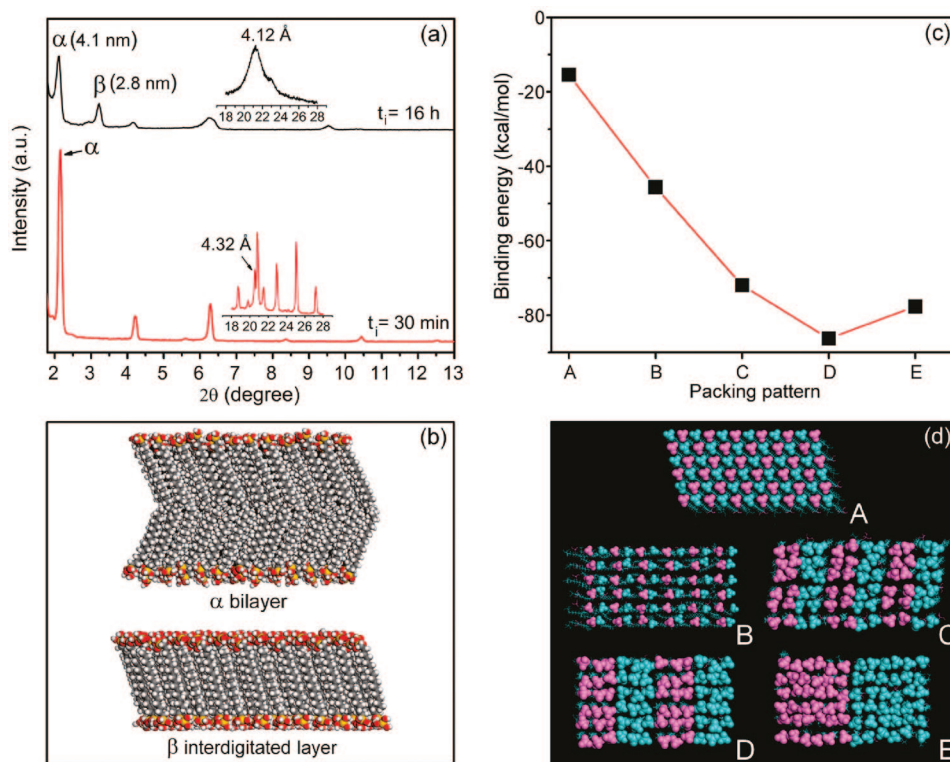 (a)
α (4.1 nm)
β (2.8 nm)
4.12 Å
18 20 22 24 26 28
tᵢ= 16 h
α
4.32 Å
18 20 22 24 26 28
tᵢ= 30 min
Intensity (a.u.)
2 3 4 5 6 7 8 9 10 11 12 13
2θ (degree)
(c)
0
-20
-40
-60
-80
Binding energy (kcal/mol)
A B C D E
Packing pattern
(b)
α bilayer
β interdigitated layer
(d)
A
B
C
D
E